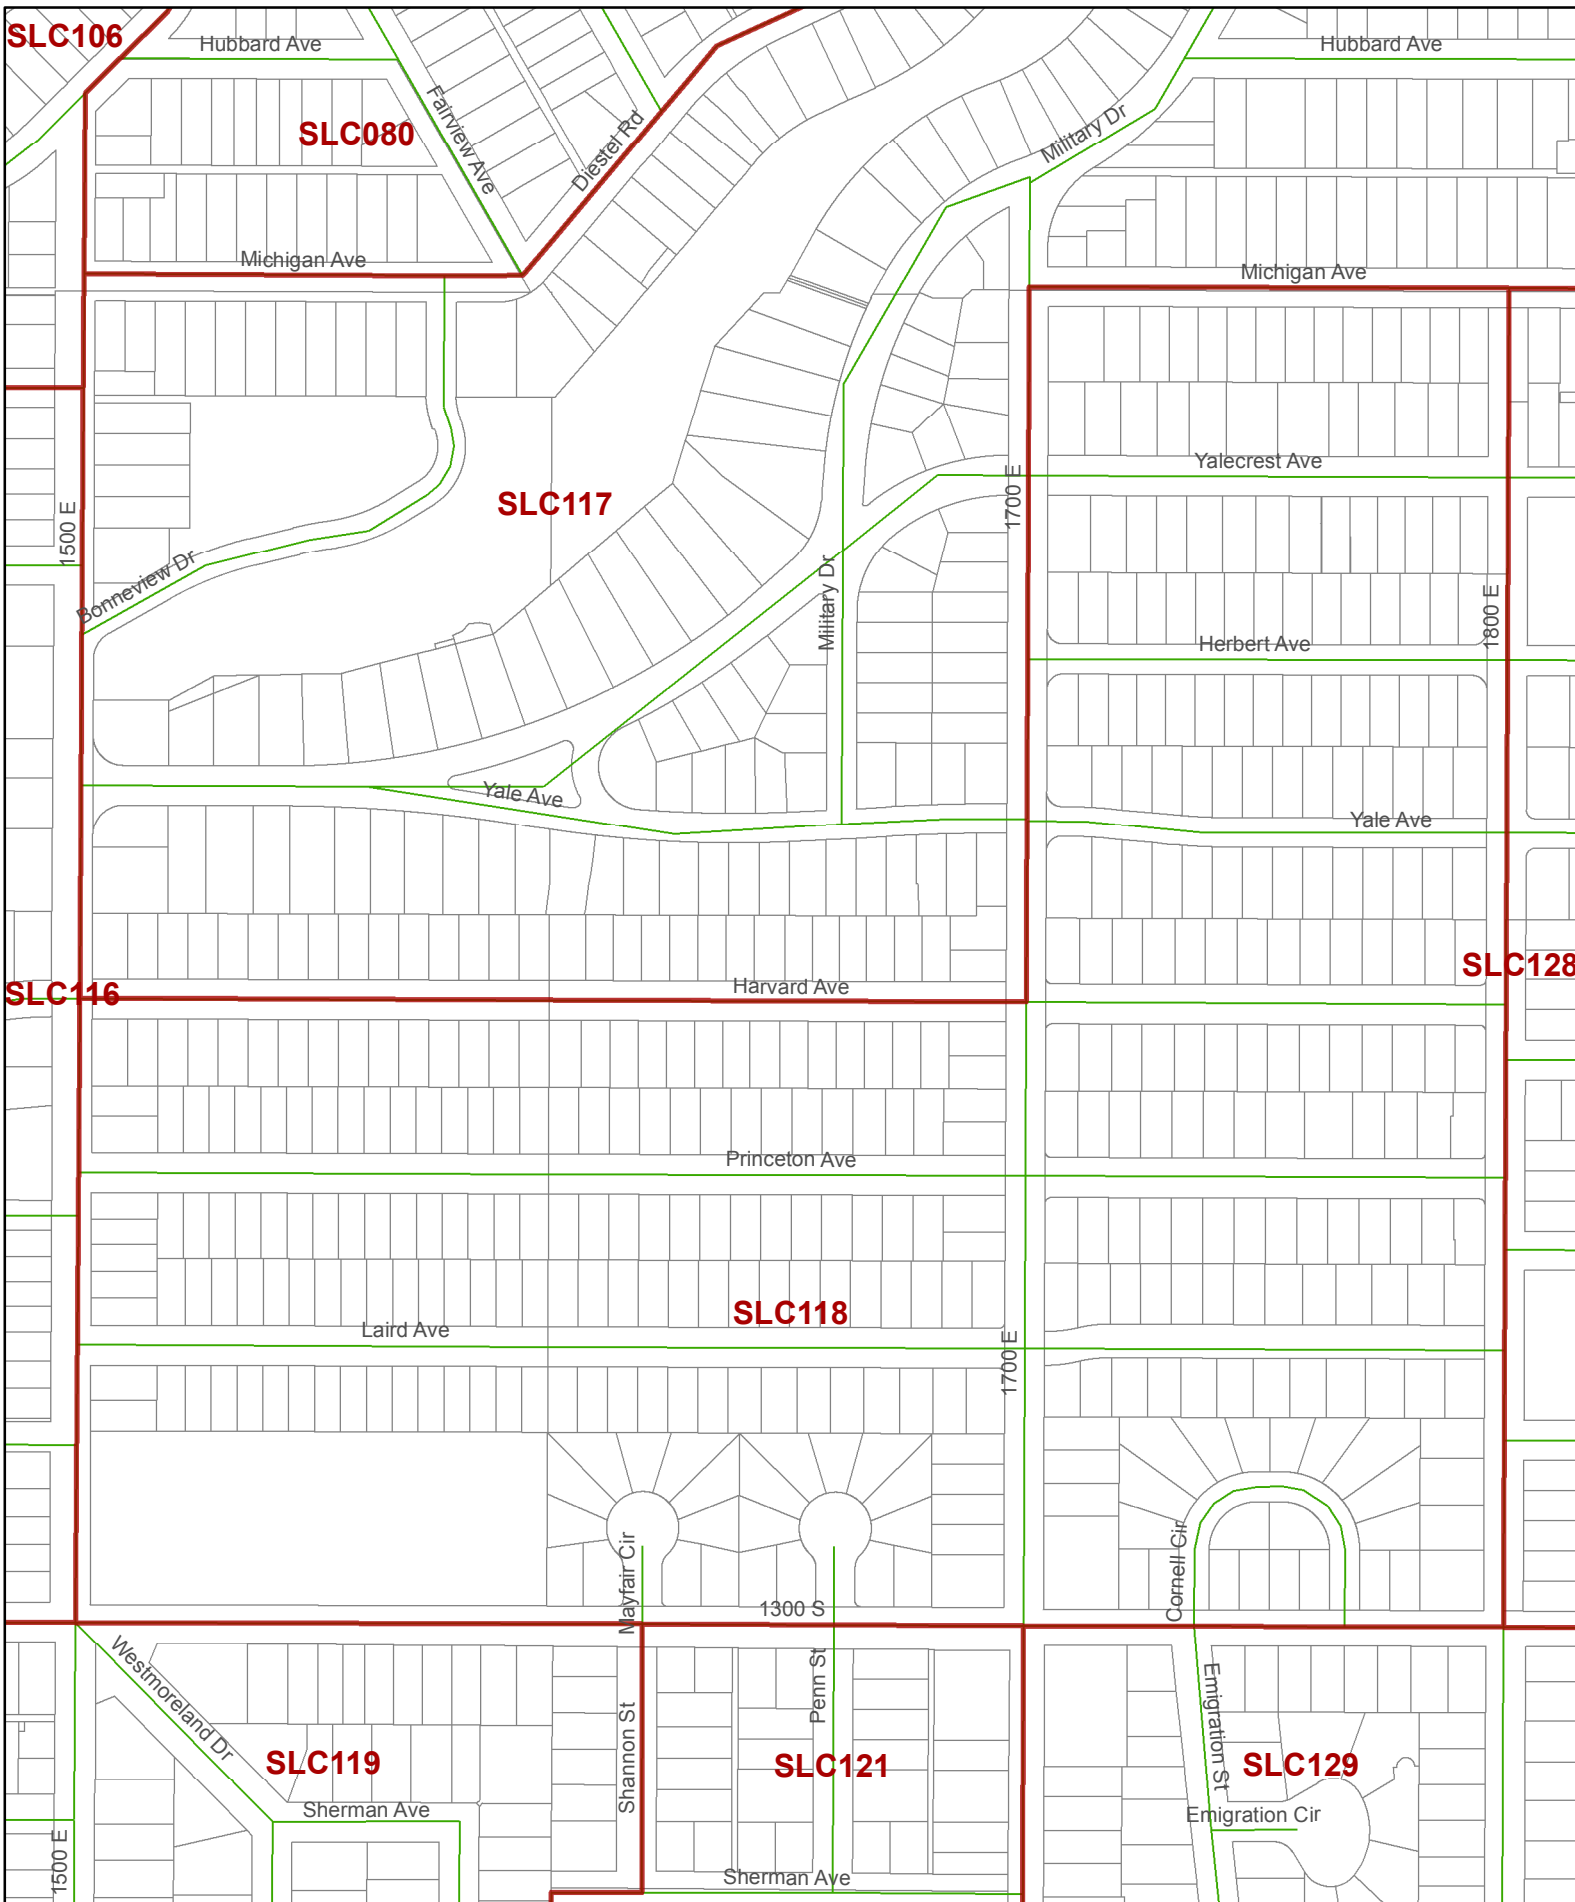 SLC106
Hubbard Ave
Hubbard Ave
Fairview Ave
SLC080
Diestel Rd
Military Dr
Michigan Ave
Michigan Ave
Yalecrest Ave
1700 E
SLC117
1500 E
Bonneview Dr
Military Dr
1800 E
Herbert Ave
Yale Ave
Yale Ave
SLC128
SLC116
Harvard Ave
Princeton Ave
SLC118
Laird Ave
1700 E
Mayfair Cir
Cornell Cir
1300 S
Westmoreland Dr
Penn St
Emigration St
Shannon St
SLC119
SLC121
SLC129
Sherman Ave
Emigration Cir
1500 E
Sherman Ave